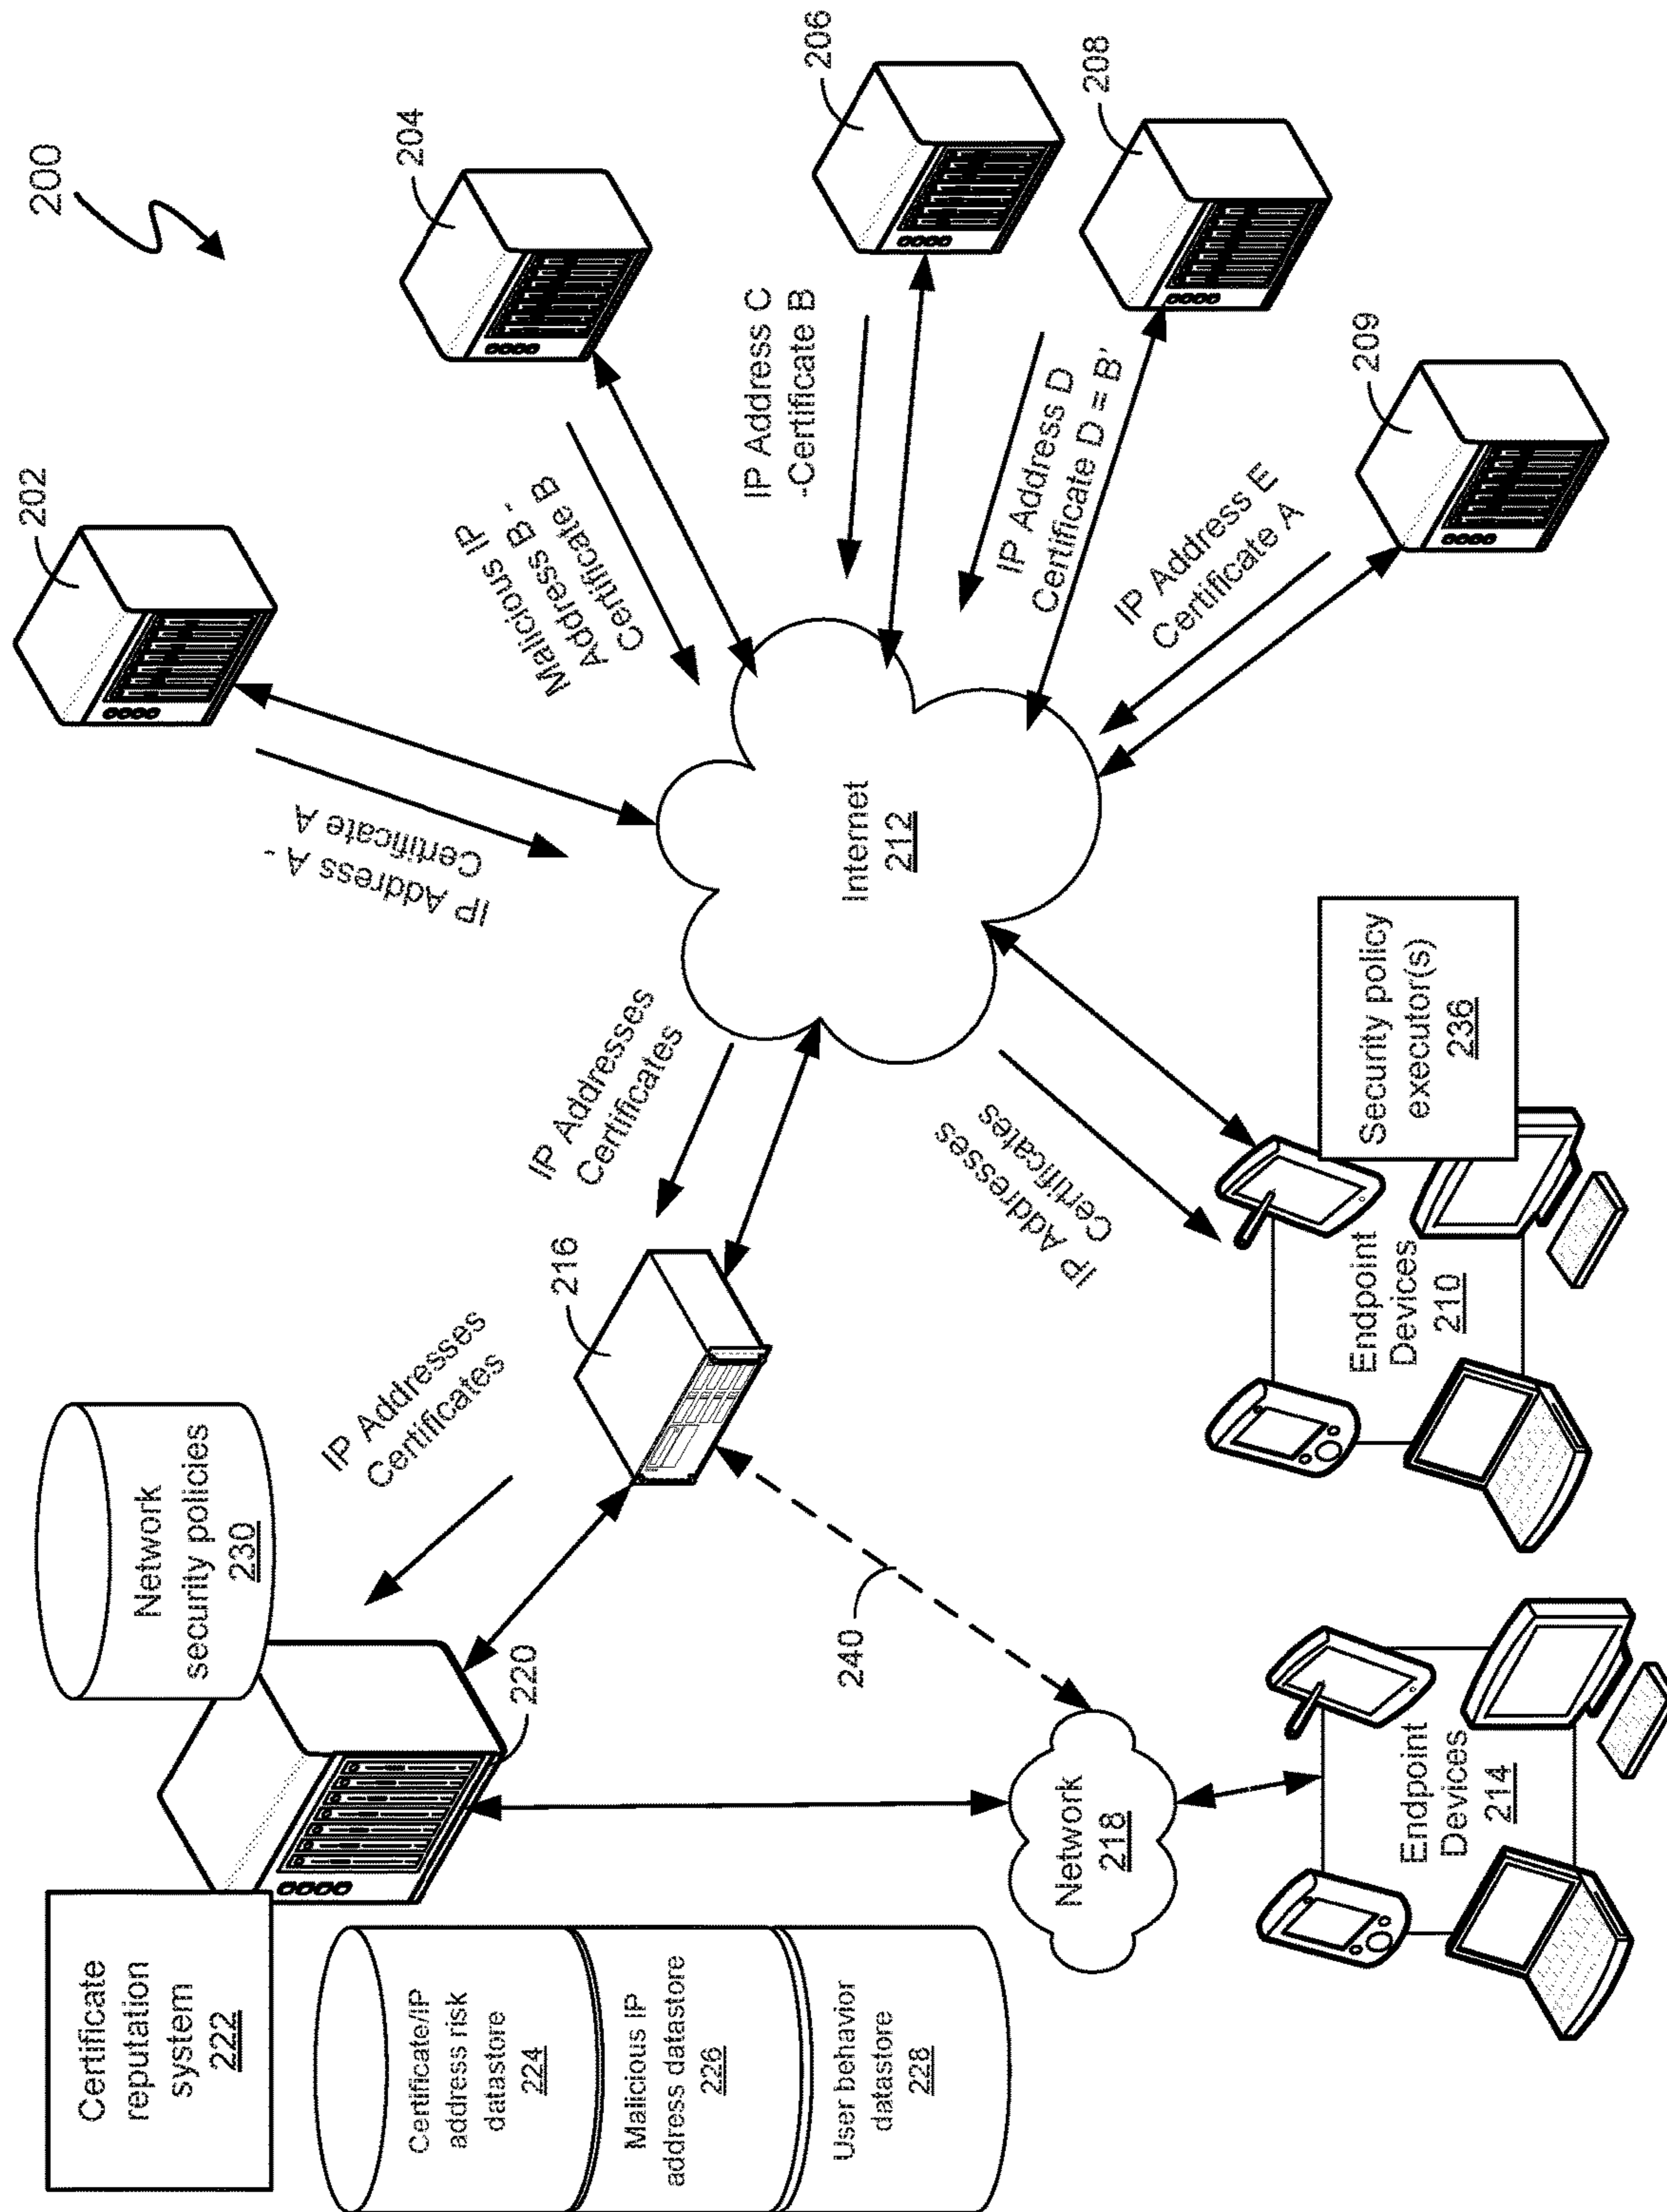 200
Certificate
reputation
system
222
Network
security policies
230
220
Certificate/IP
address risk
datastore
224
Malicious IP
address datastore
226
User behavior
datastore
228
IP Addresses
Certificates
216
240
Network
218
Endpoint
Devices
214
IP Addresses
Certificates
IP Addresses
Certificates
Endpoint
Devices
210
Security policy
executor(s)
236
Internet
212
IP Address A -
Certificate A
202
Malicious IP
Address B -
Certificate B
204
IP Address C
-Certificate B
206
IP Address D
Certificate D = B'
208
IP Address E
Certificate A
209